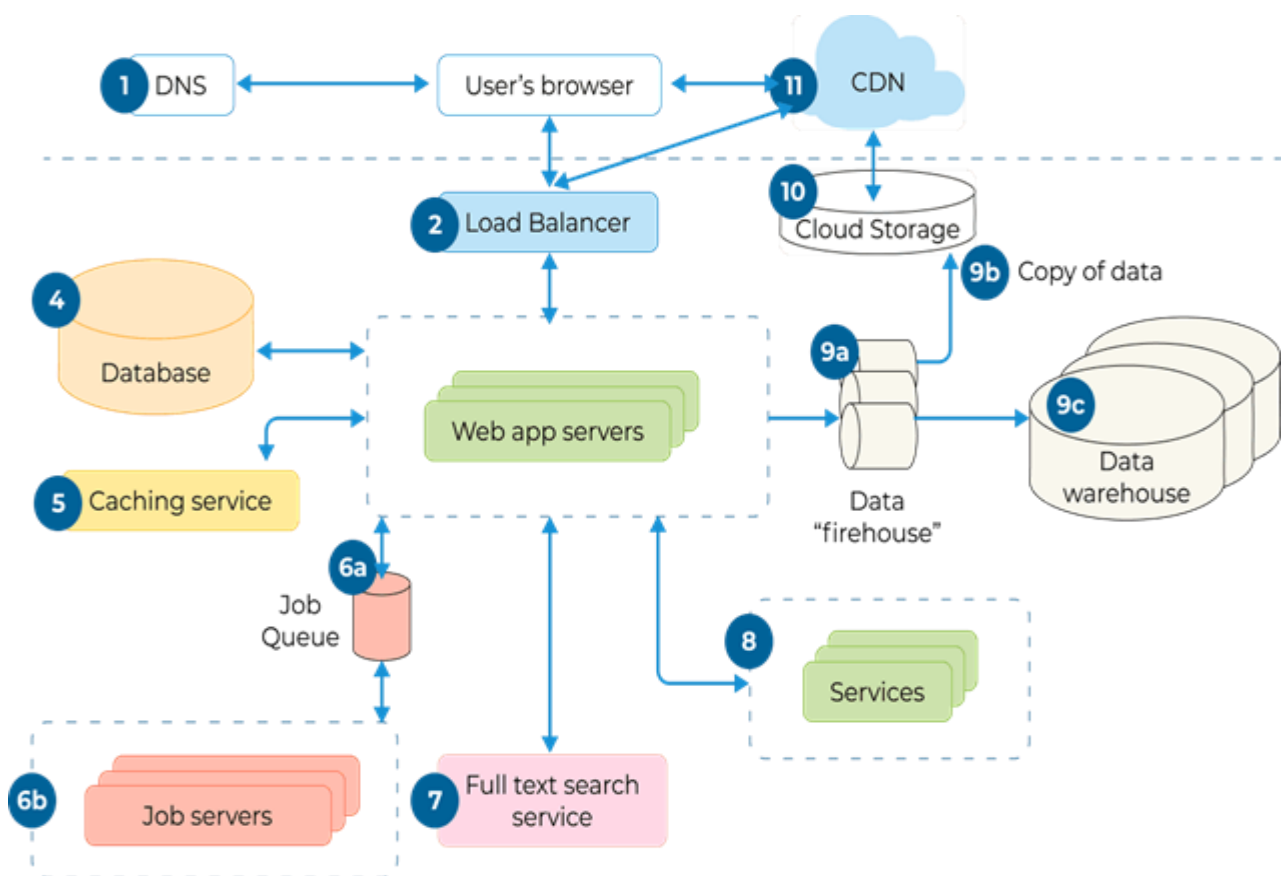 1 DNS
User's browser
11 CDN
2 Load Balancer
10 Cloud Storage
9b Copy of data
4 Database
9a
9c
Web app servers
Data
warehouse
5 Caching service
Data
“firehouse”
6a
Job
Queue
8
Services
6b
Job servers
7
Full text search
service